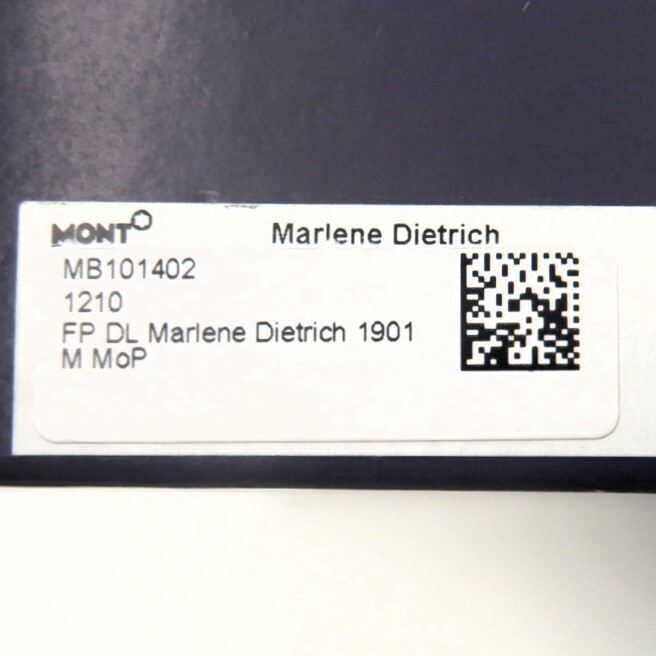 MONT
Marlene Dietrich
MB101402
1210
FP DL Marlene Dietrich 1901
M MoP